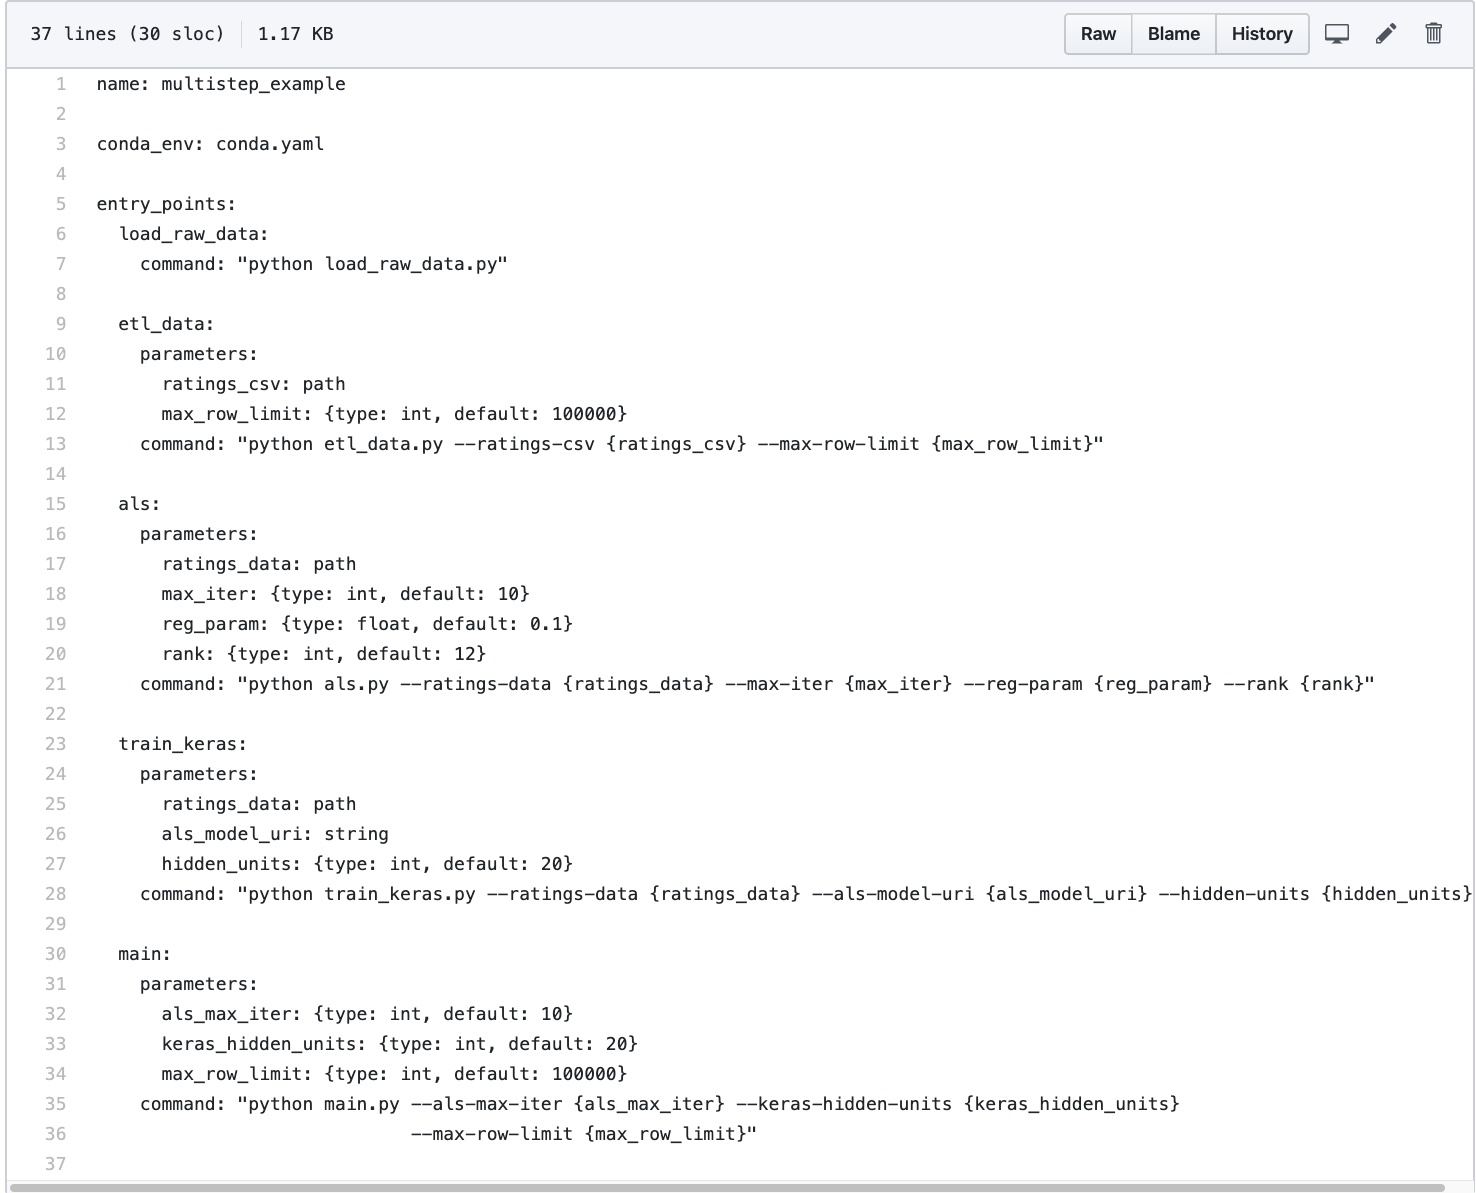 37 lines (30 sloc) 1.17 KB Raw Blame History
1 name: multistep_example
2
3 conda_env: conda.yaml
4
5 entry_points:
6 load_raw_data:
7 command: "python load_raw_data.py"
8
9 etl_data:
10 parameters:
11 ratings_csv: path
12 max_row_limit: {type: int, default: 100000}
13 command: "python etl_data.py --ratings-csv {ratings_csv} --max-row-limit {max_row_limit}"
14
15 als:
16 parameters:
17 ratings_data: path
18 max_iter: {type: int, default: 10}
19 reg_param: {type: float, default: 0.1}
20 rank: {type: int, default: 12}
21 command: "python als.py --ratings-data {ratings_data} --max-iter {max_iter} --reg-param {reg_param} --rank {rank}"
22
23 train_keras:
24 parameters:
25 ratings_data: path
26 als_model_uri: string
27 hidden_units: {type: int, default: 20}
28 command: "python train_keras.py --ratings-data {ratings_data} --als-model-uri {als_model_uri} --hidden-units {hidden_units}
29
30 main:
31 parameters:
32 als_max_iter: {type: int, default: 10}
33 keras_hidden_units: {type: int, default: 20}
34 max_row_limit: {type: int, default: 100000}
35 command: "python main.py --als-max-iter {als_max_iter} --keras-hidden-units {keras_hidden_units}
36 --max-row-limit {max_row_limit}"
37